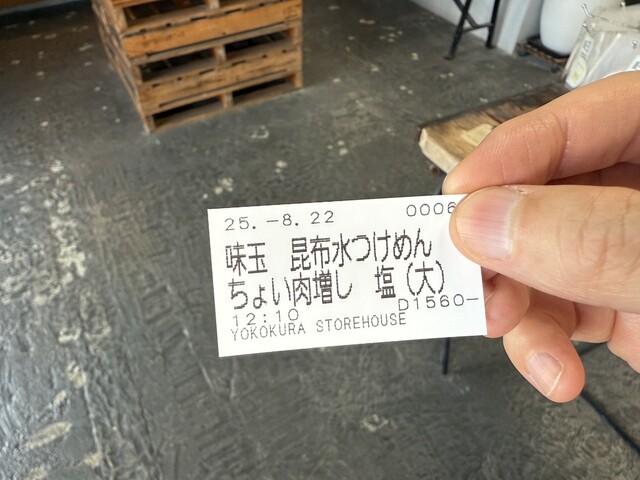 25.-8.22 0006
味玉 昆布水つけめん
ちょい肉増し 塩(大)
12:10 D1560-
YOKOKURA STOREHOUSE